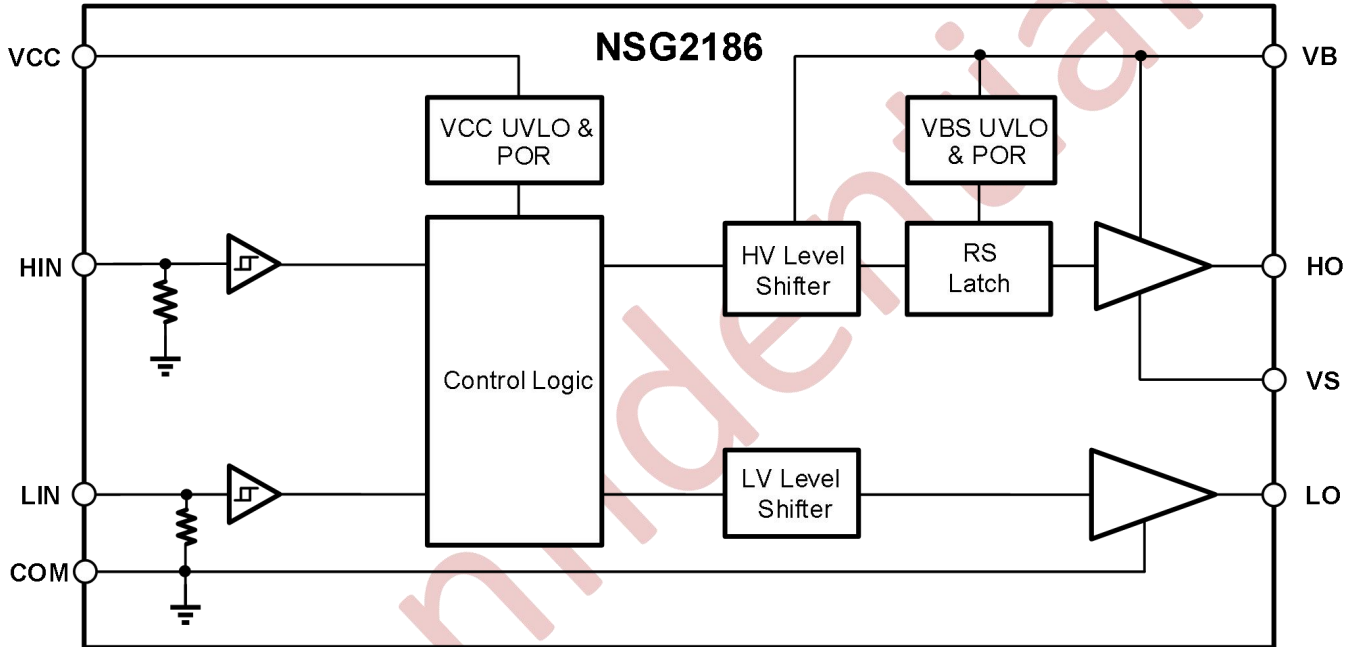 NSG2186
VCC
VB
VCC UVLO &
POR
VBS UVLO
& POR
HIN
HV Level
Shifter
RS
Latch
HO
Control Logic
VS
LIN
LV Level
Shifter
LO
COM
nfidential